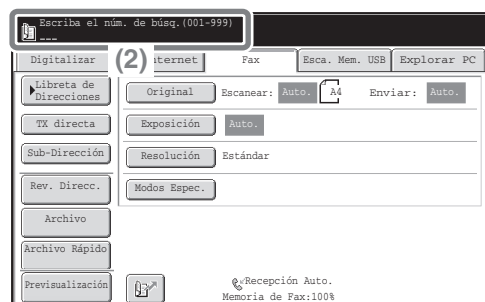 Escriba el núm. de búsq.(001-999)
---
Digitalizar (2) ternet Fax Esca. Mem. USB Explorar PC
Libreta de Direcciones
Original Escanear: Auto. A4 Enviar: Auto.
TX directa
Exposición Auto.
Sub-Dirección
Resolución Estándar
Rev. Direcc.
Modos Espec.
Archivo
Archivo Rápido
Previsualización
Recepción Auto.
Memoria de Fax:100%